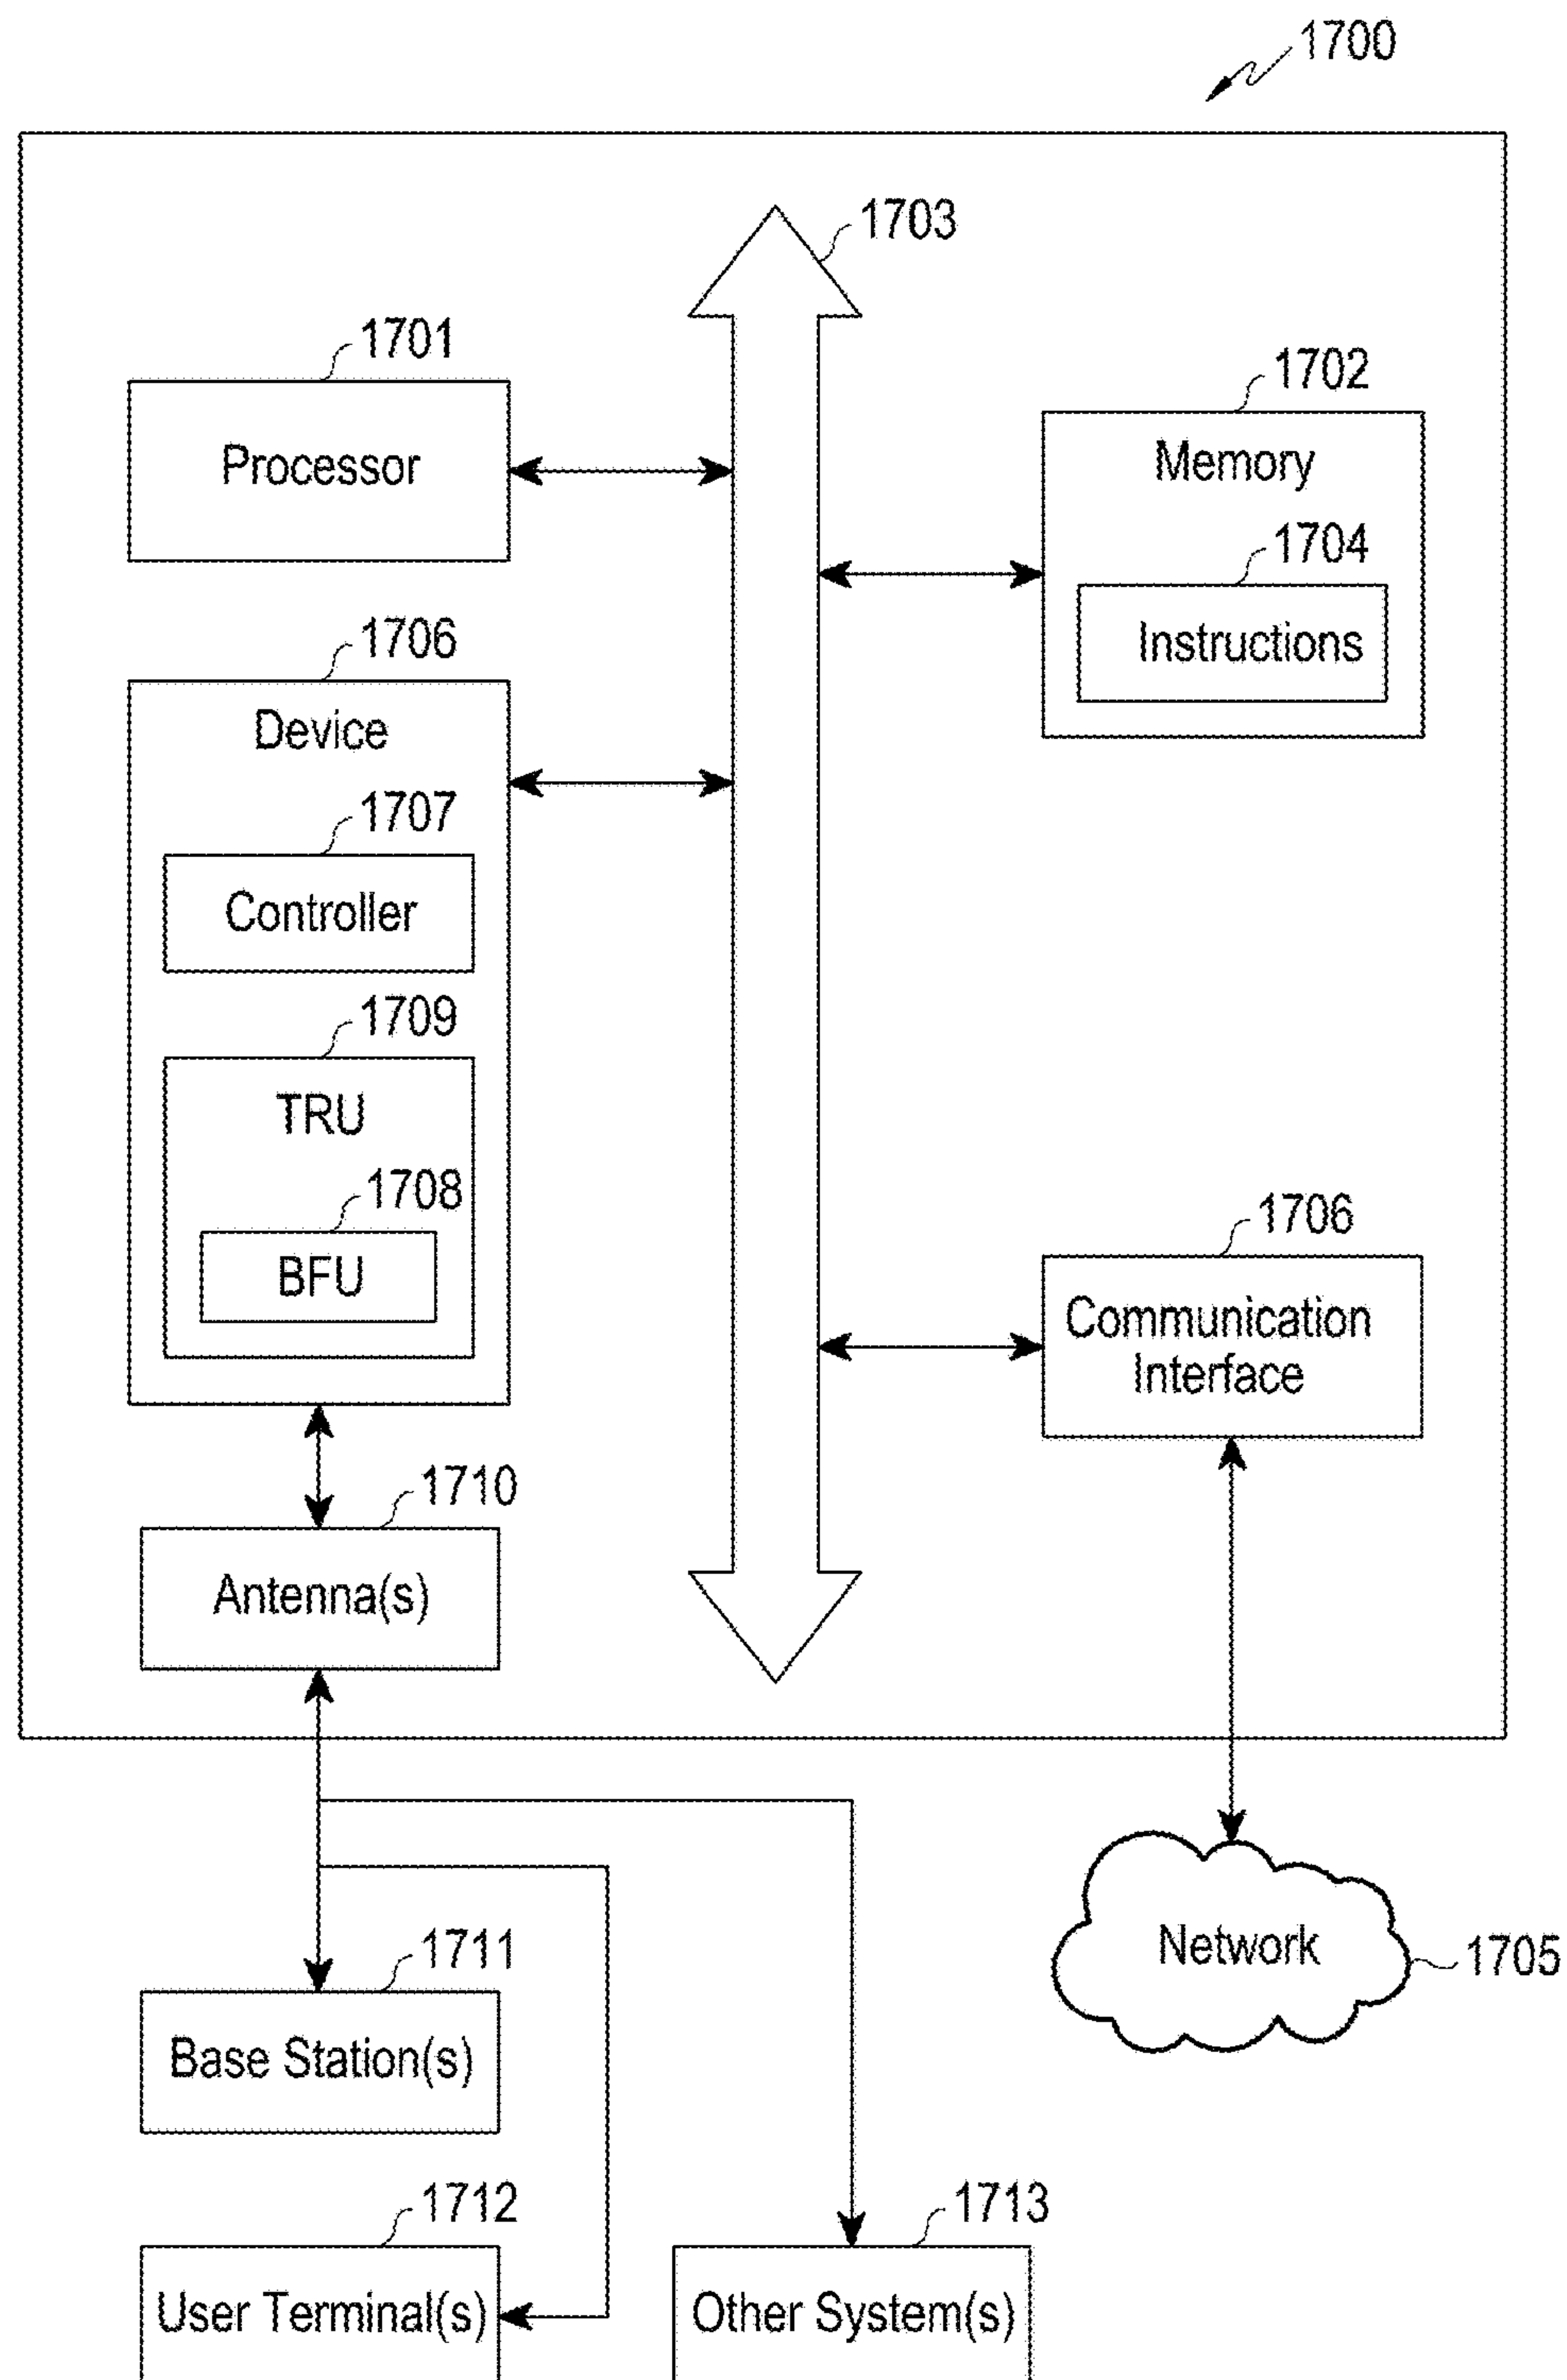 1700
1703
1701
Processor
1702
Memory
1704
Instructions
1706
Device
1707
Controller
1709
TRU
1708
BFU
1706
Communication
Interface
1710
Antenna(s)
1711
Base Station(s)
Network
1705
1712
User Terminal(s)
1713
Other System(s)